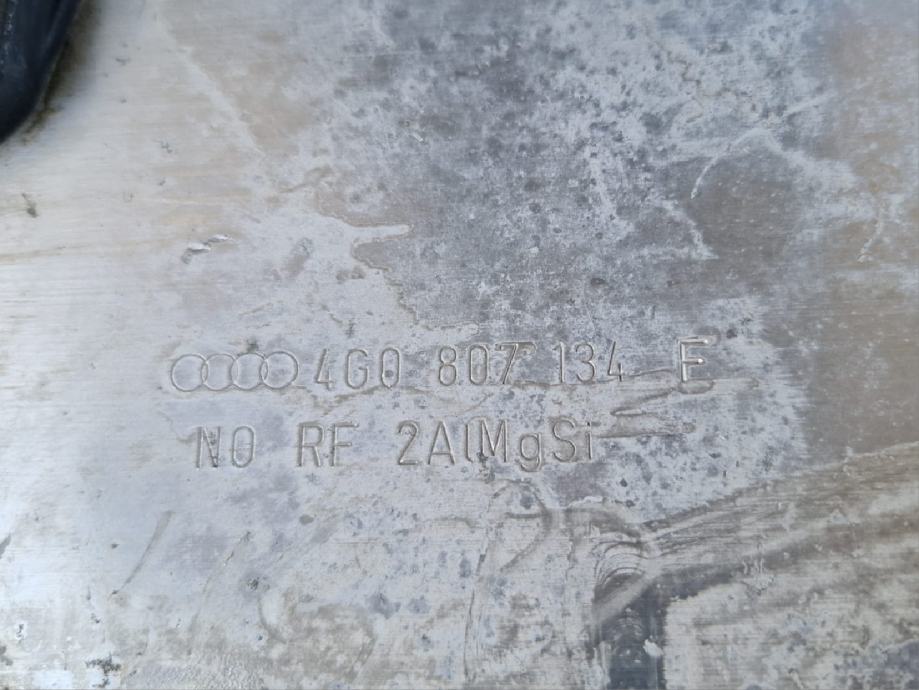 4G0 807 134 F
NO RF 2AlMgSi